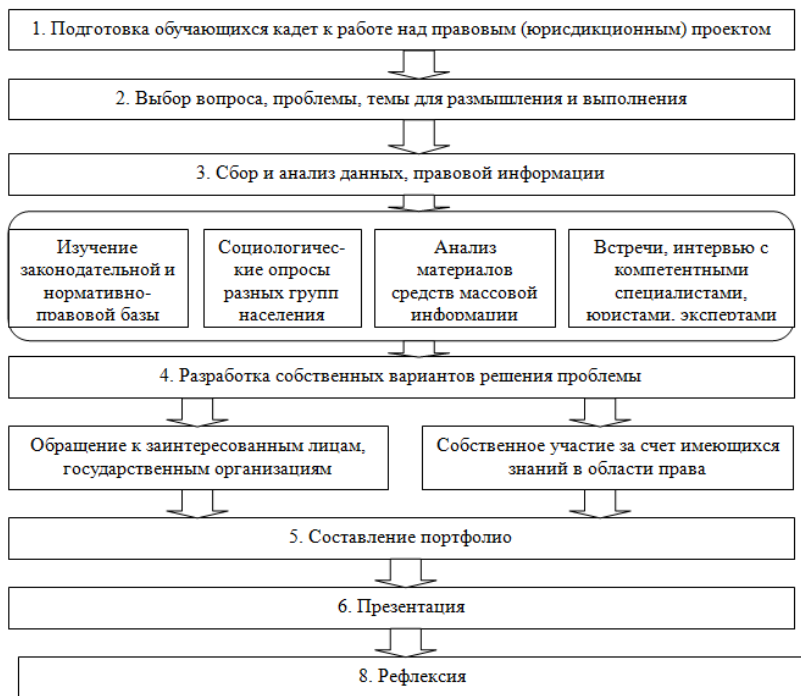 1. Подготовка обучающихся кадет к работе над правовым (юрисдикционным) проектом
2. Выбор вопроса, проблемы, темы для размышления и выполнения
3. Сбор и анализ данных, правовой информации
Изучение
законодательной и
нормативно-
правовой базы
Социологичес-
кие опросы
разных групп
населения
Анализ
материалов
средств массовой
информации
Встречи, интервью с
компетентными
специалистами,
юристами, экспертами
4. Разработка собственных вариантов решения проблемы
Обращение к заинтересованным лицам,
государственным организациям
Собственное участие за счет имеющихся
знаний в области права
5. Составление портфолио
6. Презентация
8. Рефлексия